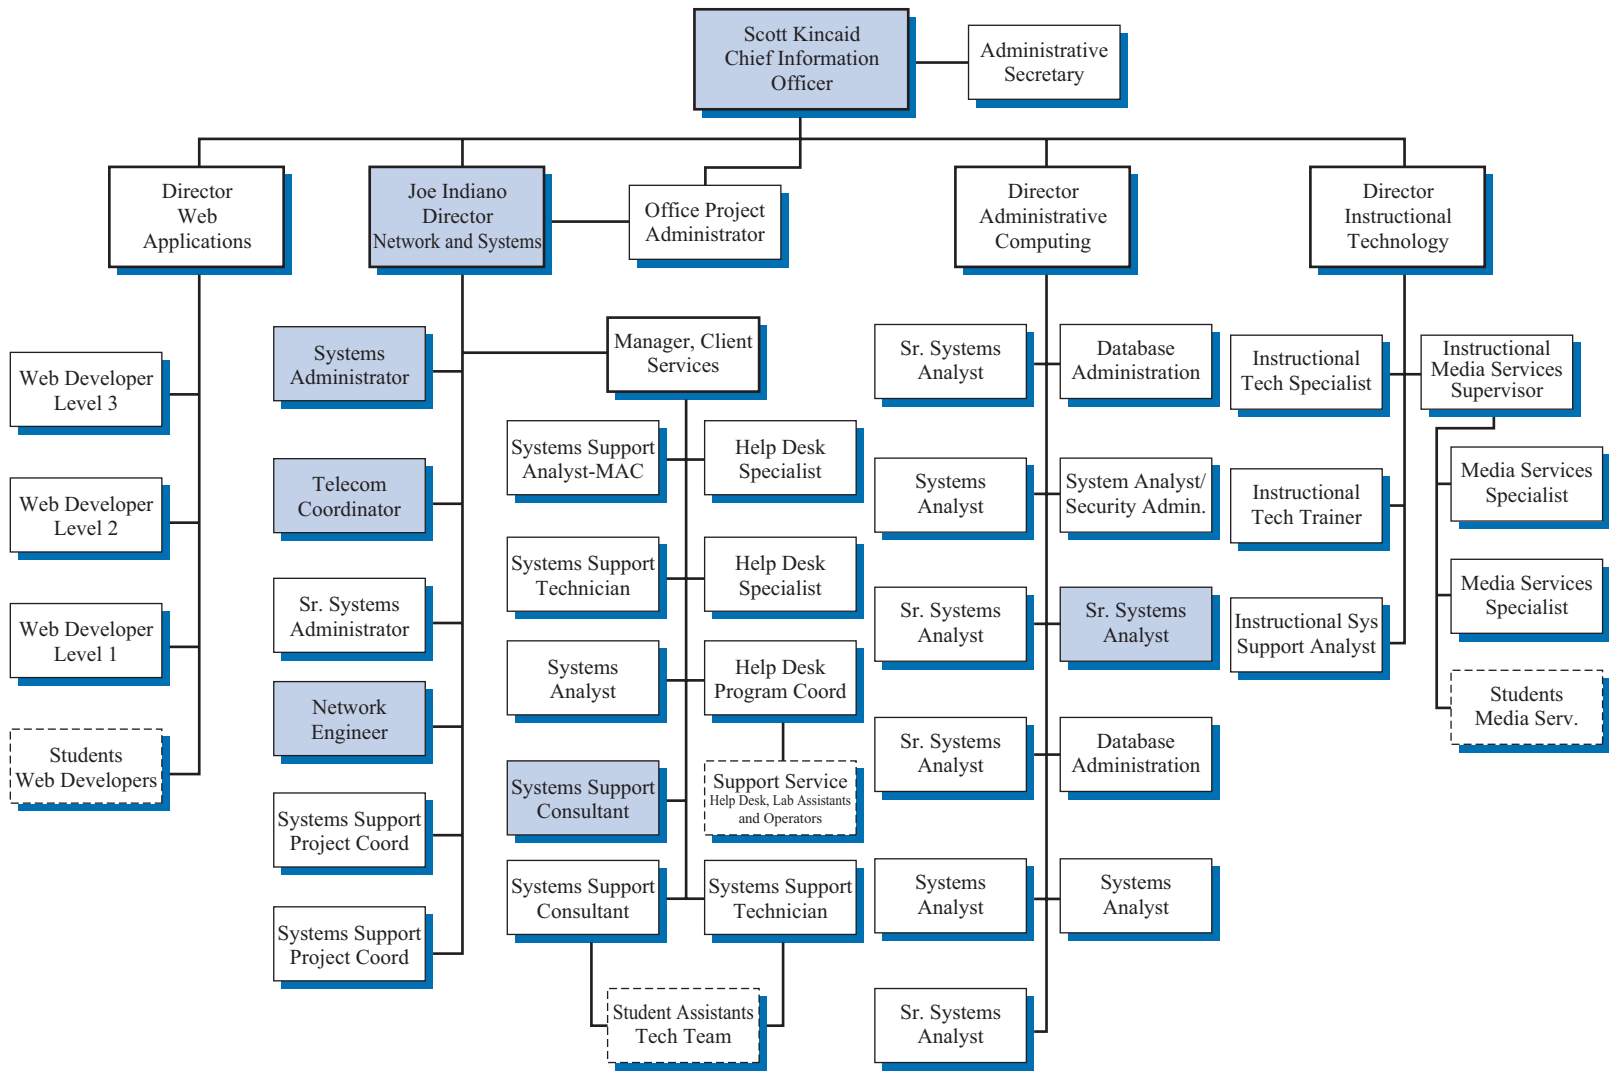 Scott Kincaid
Chief Information
Officer
Administrative
Secretary
Director
Web
Applications
Joe Indiano
Director
Network and Systems
Office Project
Administrator
Director
Administrative
Computing
Director
Instructional
Technology
Web Developer
Level 3
Web Developer
Level 2
Web Developer
Level 1
Students
Web Developers
Systems
Administrator
Telecom
Coordinator
Sr. Systems
Administrator
Network
Engineer
Systems Support
Project Coord
Systems Support
Project Coord
Manager, Client
Services
Systems Support
Analyst-MAC
Help Desk
Specialist
Systems Support
Technician
Help Desk
Specialist
Systems
Analyst
Help Desk
Program Coord
Systems Support
Consultant
Support Service
Help Desk, Lab Assistants
and Operators
Systems Support
Consultant
Systems Support
Technician
Student Assistants
Tech Team
Sr. Systems
Analyst
Database
Administration
Systems
Analyst
System Analyst/
Security Admin.
Sr. Systems
Analyst
Sr. Systems
Analyst
Sr. Systems
Analyst
Database
Administration
Systems
Analyst
Systems
Analyst
Sr. Systems
Analyst
Instructional
Tech Specialist
Instructional
Media Services
Supervisor
Instructional
Tech Trainer
Media Services
Specialist
Instructional Sys
Support Analyst
Media Services
Specialist
Students
Media Serv.